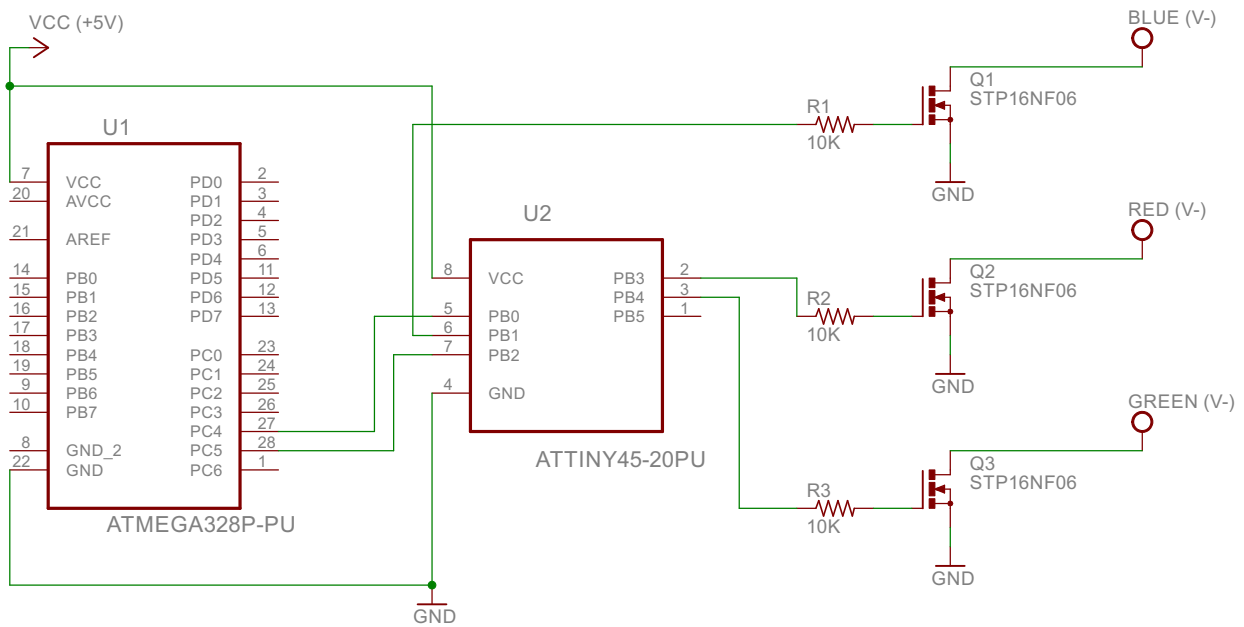 VCC (+5V)
BLUE (V-)
Q1
STP16NF06
R1
10K
GND
U1
7 VCC PD0 2
20 AVCC PD1 3
PD2 4
21 AREF PD3 5
PD4 6
14 PB0 PD5 11
15 PB1 PD6 12
16 PB2 PD7 13
17 PB3
18 PB4 PC0 23
19 PB5 PC1 24
9 PB6 PC2 25
10 PB7 PC3 26
PC4 27
8 GND_2 PC5 28
22 GND PC6 1
ATMEGA328P-PU
U2
8 VCC PB3 2
PB4 3
5 PB0 PB5 1
6 PB1
7 PB2
4 GND
ATTINY45-20PU
RED (V-)
Q2
STP16NF06
R2
10K
GND
GREEN (V-)
Q3
STP16NF06
R3
10K
GND
GND